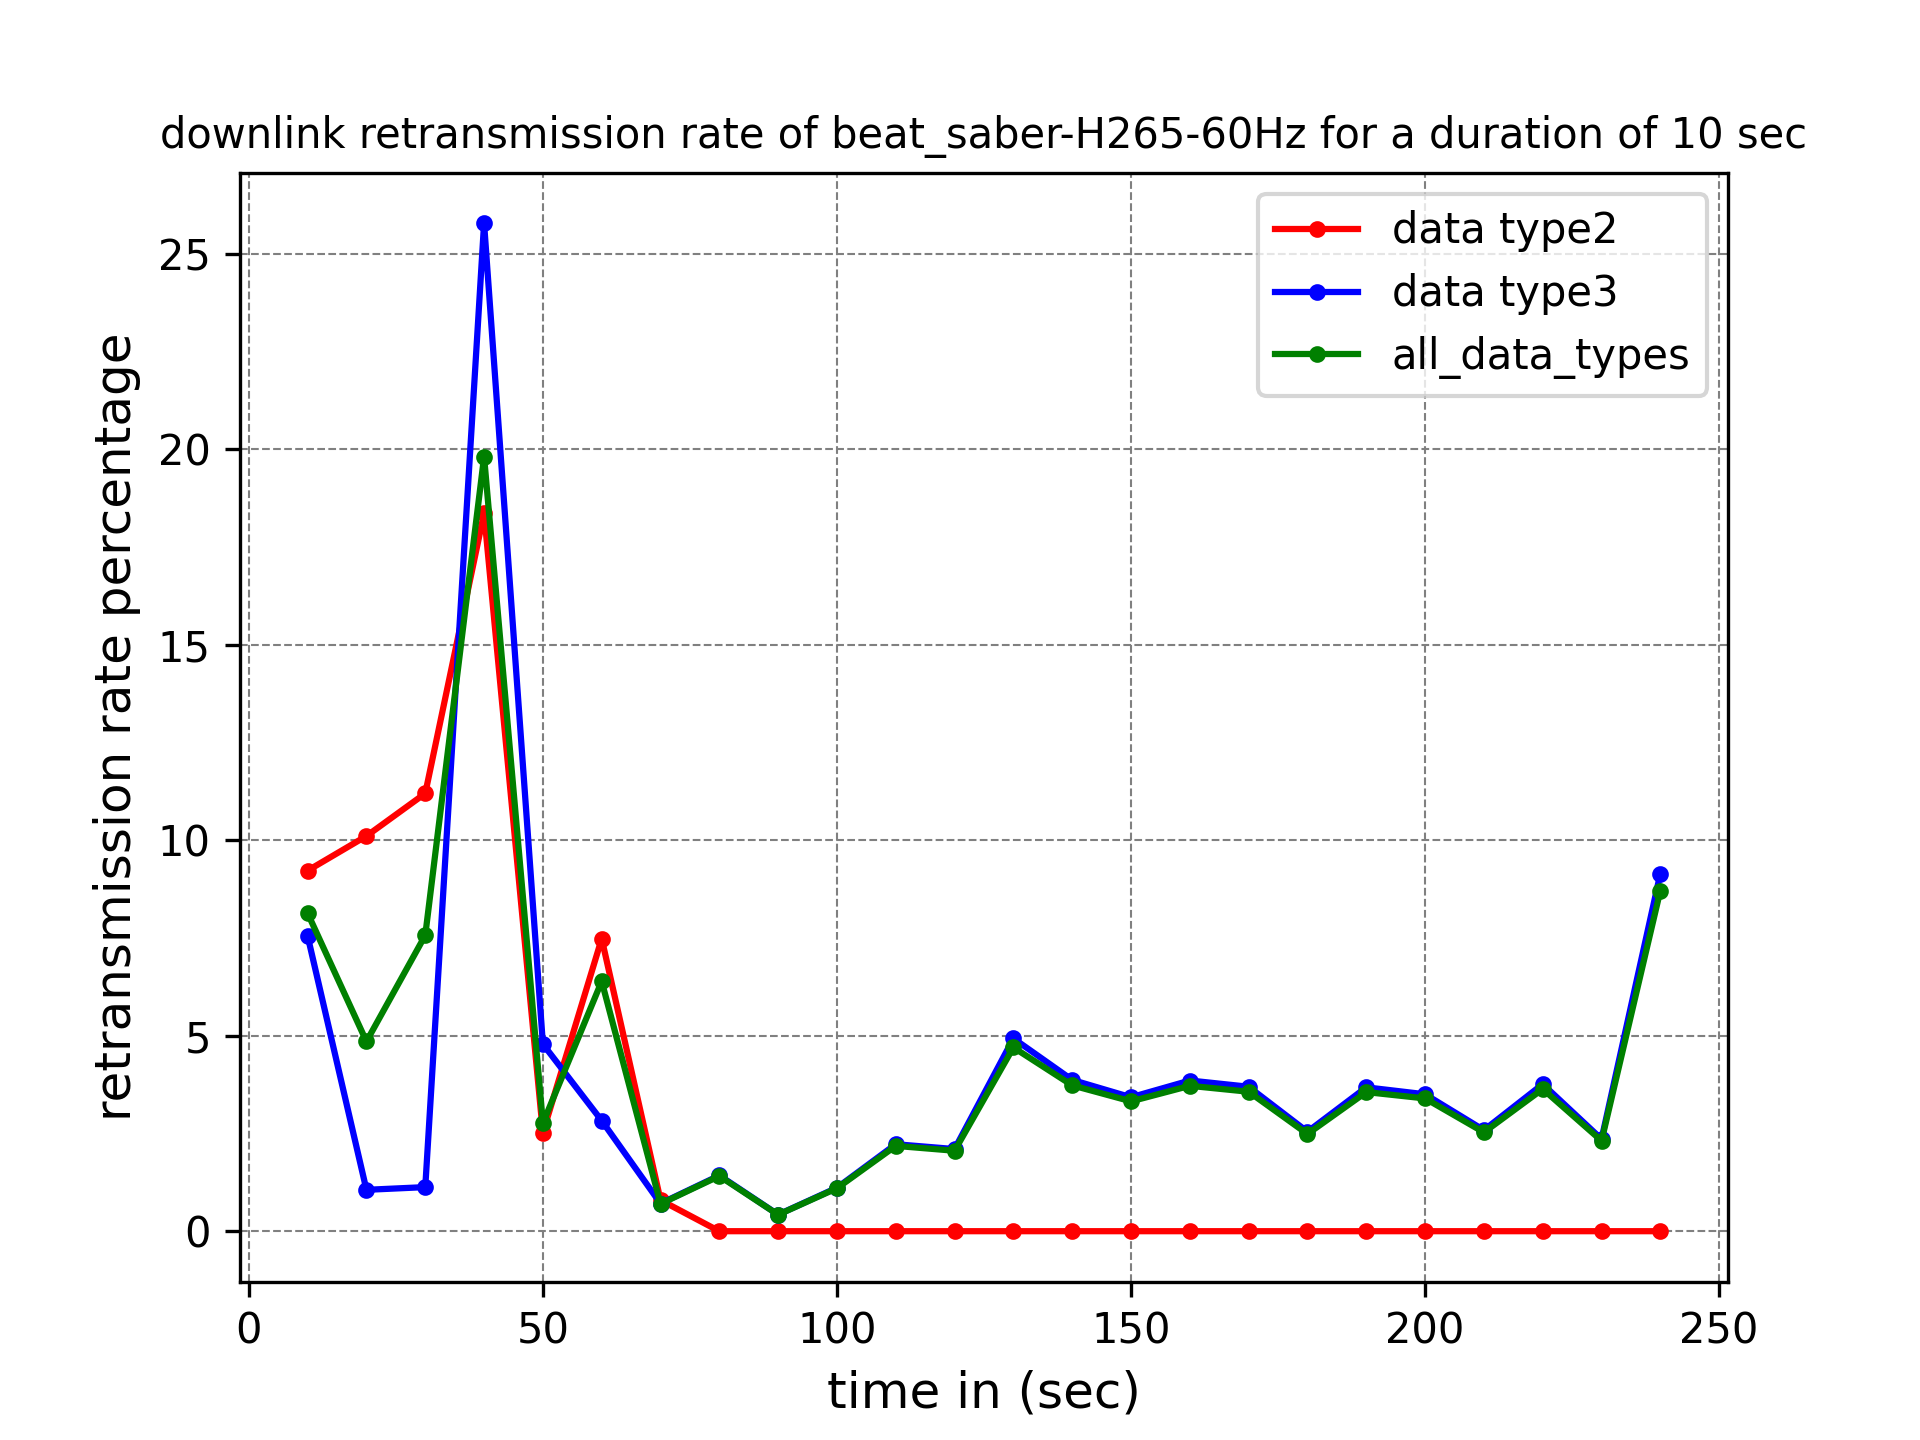 downlink retransmission rate of beat_saber-H265-60Hz for a duration of 10 sec
data type2
data type3
all_data_types
retransmission rate percentage
25
20
15
10
5
0
0 50 100 150 200 250
time in (sec)